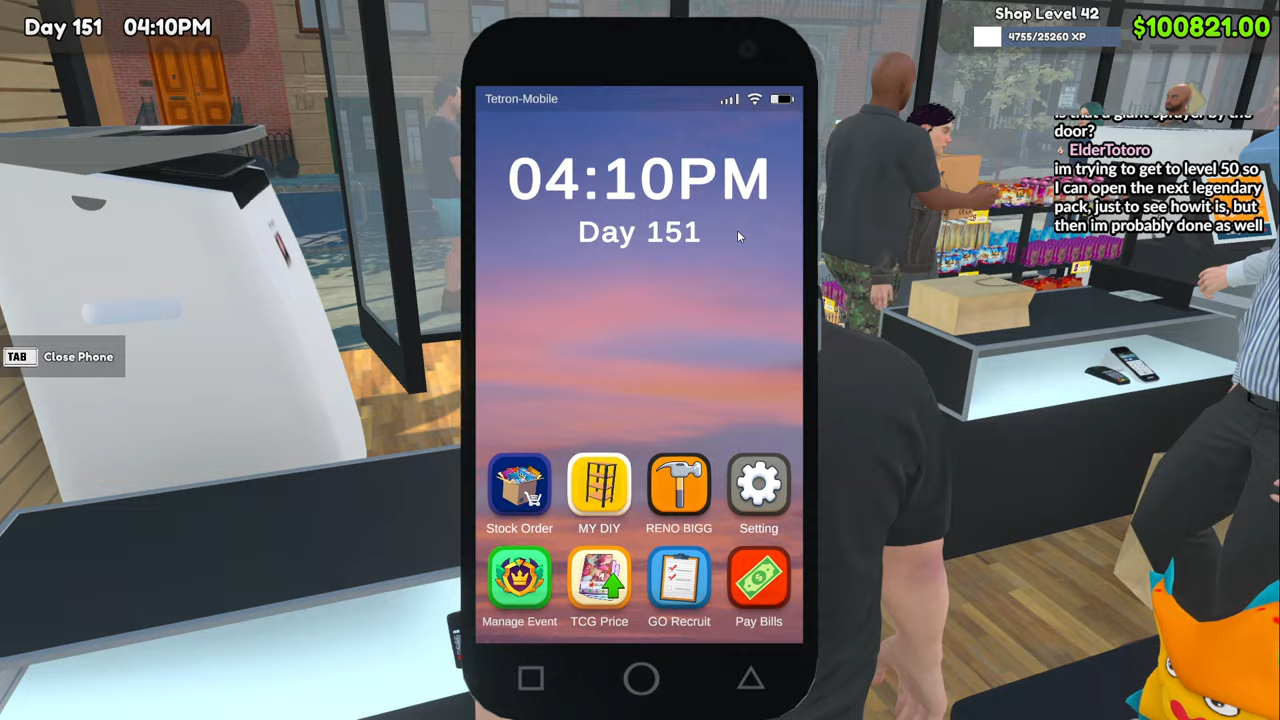 Day 151 04:10PM
Shop Level 42
4755/25260 XP
$100821.00
Tetron-Mobile
04:10PM
Day 151
door?
ElderTotoro
im trying to get to level 50 so
I can open the next legendary
pack, just to see howit is, but
then im probably done as well
TAB Close Phone
Stock Order
MY DIY
RENO BIGG
Setting
Manage Event
TCG Price
GO Recruit
Pay Bills